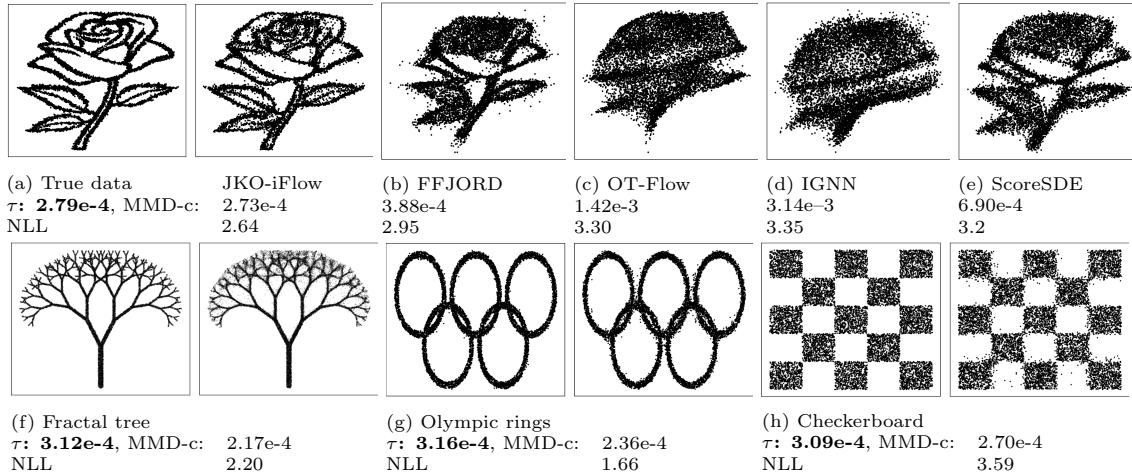 (a) True data JKO-iFlow (b) FFJORD (c) OT-Flow (d) IGNN (e) ScoreSDE
τ: 2.79e-4, MMD-c: 2.73e-4 3.88e-4 1.42e-3 3.14e–3 6.90e-4
NLL 2.64 2.95 3.30 3.35 3.2
(f) Fractal tree (g) Olympic rings (h) Checkerboard
τ: 3.12e-4, MMD-c: 2.17e-4 τ: 3.16e-4, MMD-c: 2.36e-4 τ: 3.09e-4, MMD-c: 2.70e-4
NLL 2.20 NLL 1.66 NLL 3.59